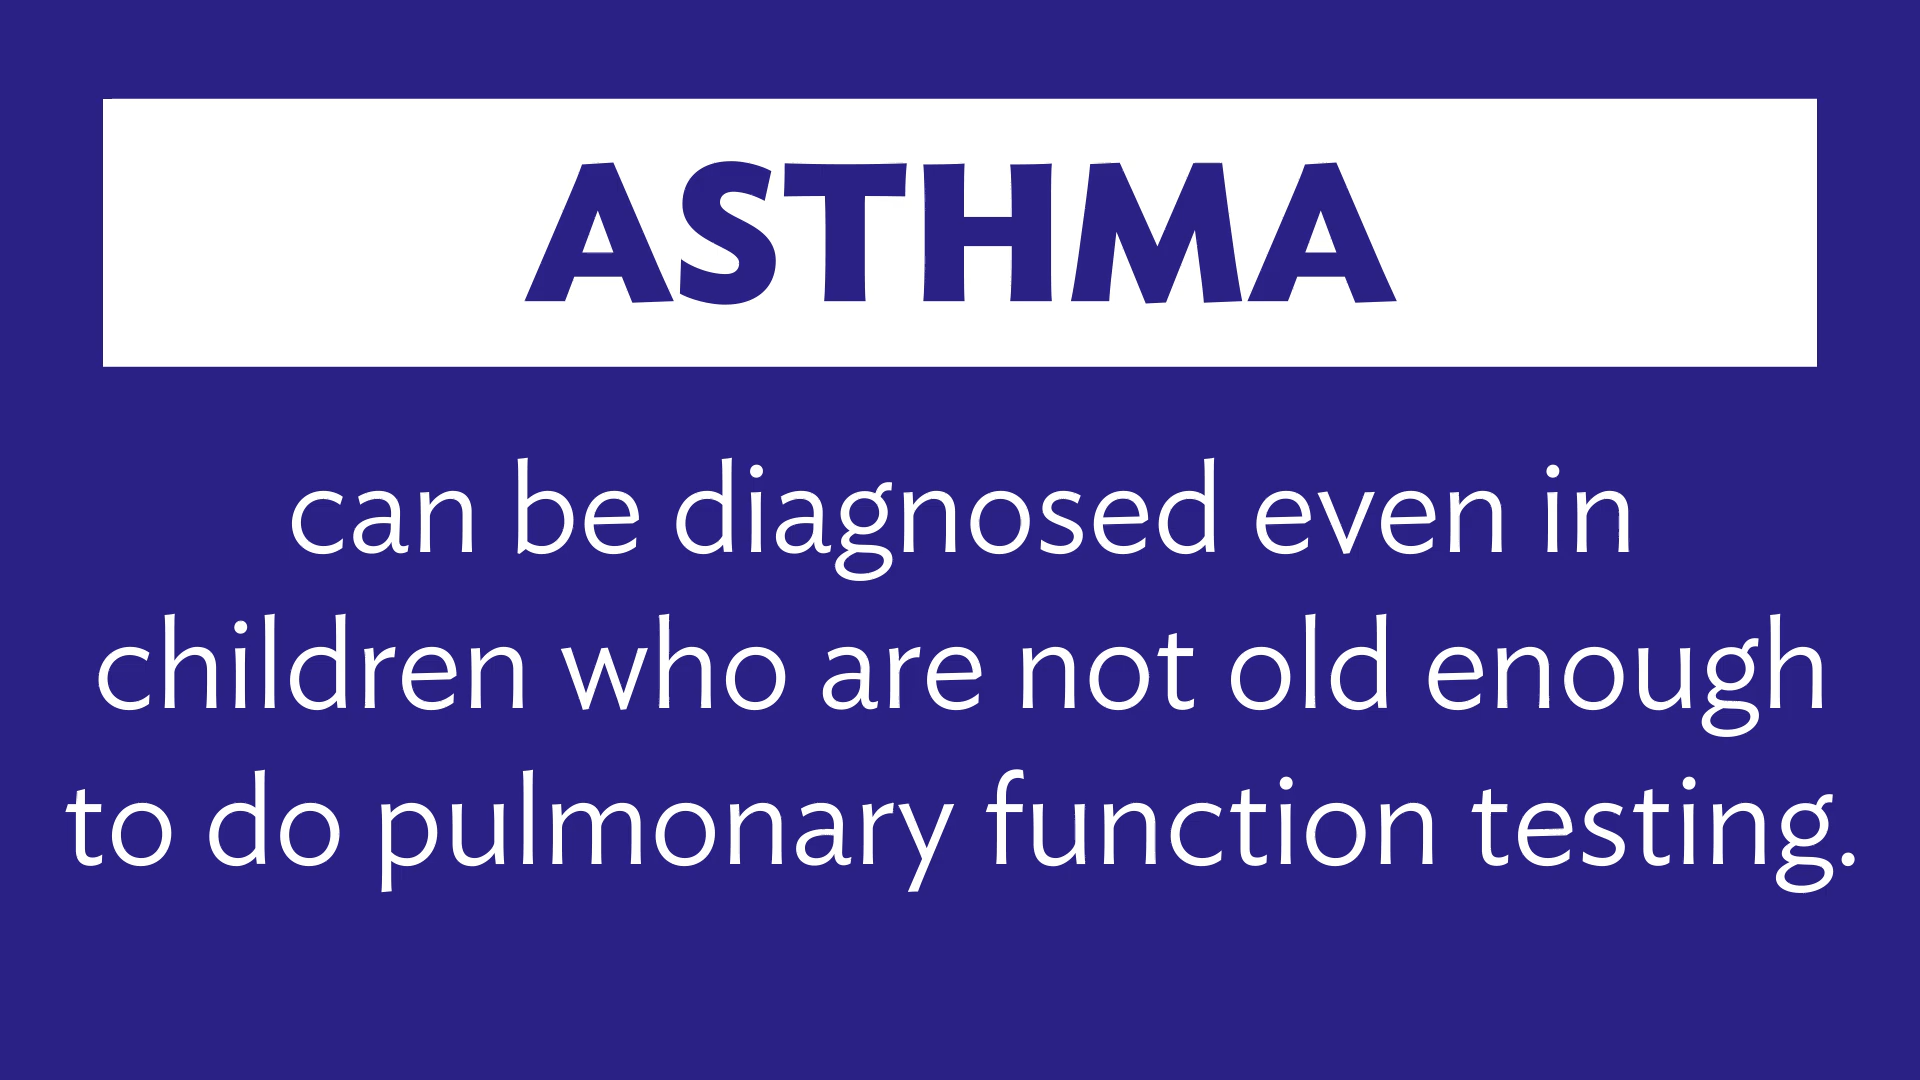 ASTHMA
can be diagnosed even in
children who are not old enough
to do pulmonary function testing.